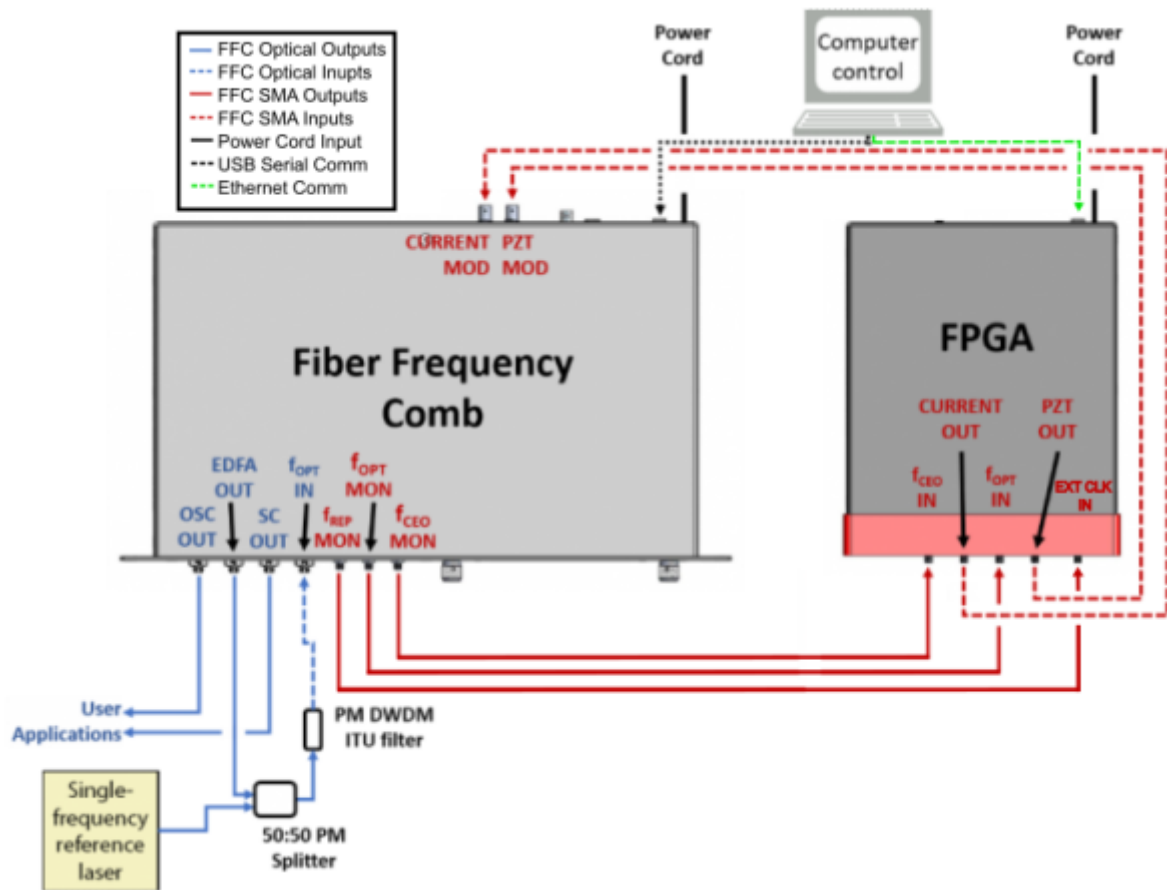 FFC Optical Outputs
FFC Optical Inupts
FFC SMA Outputs
FFC SMA Inputs
Power Cord Input
USB Serial Comm
Ethernet Comm
Power
Cord
Computer
control
Power
Cord
CURRENT
MOD
PZT
MOD
Fiber Frequency
Comb
FPGA
CURRENT
OUT
PZT
OUT
EDFA
OUT
fOPT
IN
fOPT
MON
OSC
OUT
SC
OUT
fREP
MON
fCEO
MON
fCEO
IN
fOPT
IN
EXT CLK
IN
User
Applications
PM DWDM
ITU filter
Single-
frequency
reference
laser
50:50 PM
Splitter